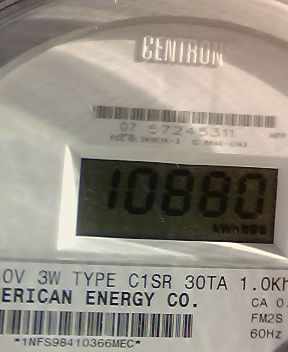 CENTRON®
07 57245311
10880
0V 3W TYPE C1SR 30TA 1.0Kh
ERICAN ENERGY CO.
CA 0.
FM2S
60Hz
*1NFS98410366MEC*